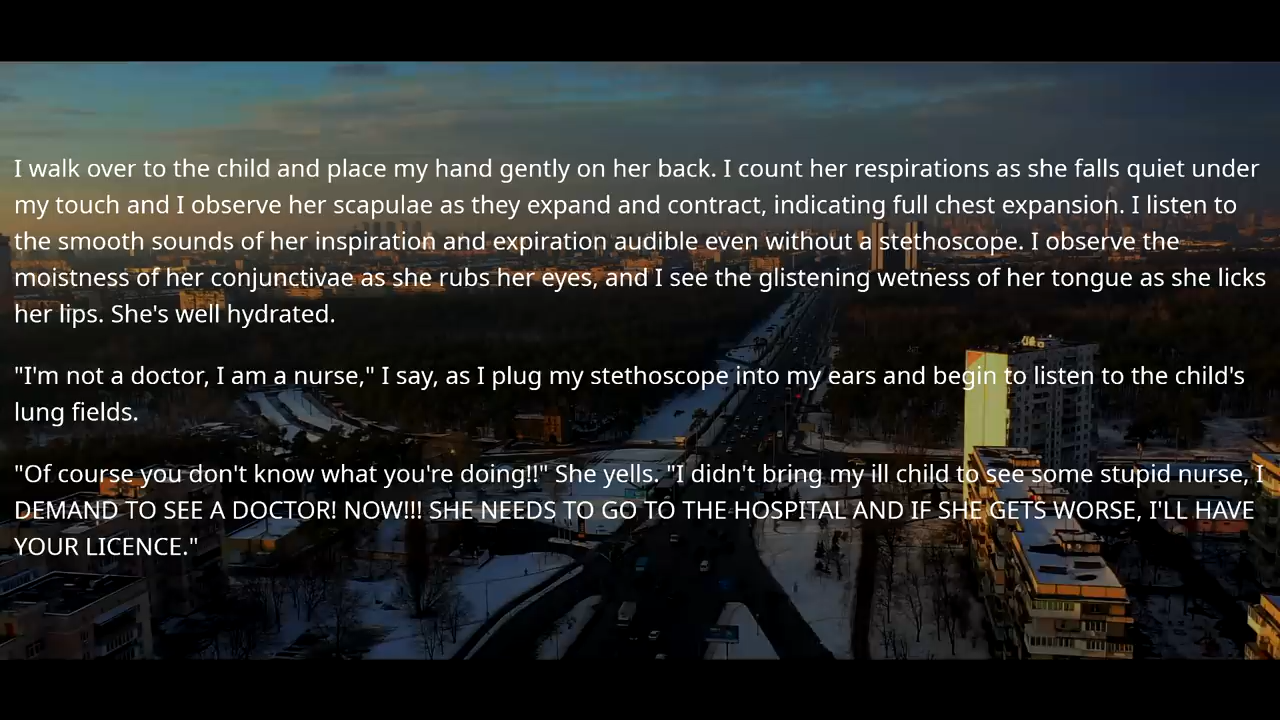 I walk over to the child and place my hand gently on her back. I count her respirations as she falls quiet under
my touch and I observe her scapulae as they expand and contract, indicating full chest expansion. I listen to
the smooth sounds of her inspiration and expiration audible even without a stethoscope. I observe the
moistness of her conjunctivae as she rubs her eyes, and I see the glistening wetness of her tongue as she licks
her lips. She's well hydrated.
"I'm not a doctor, I am a nurse," I say, as I plug my stethoscope into my ears and begin to listen to the child's
lung fields.
"Of course you don't know what you're doing!!" She yells. "I didn't bring my ill child to see some stupid nurse, I
DEMAND TO SEE A DOCTOR! NOW!!! SHE NEEDS TO GO TO THE HOSPITAL AND IF SHE GETS WORSE, I'LL HAVE
YOUR LICENCE."